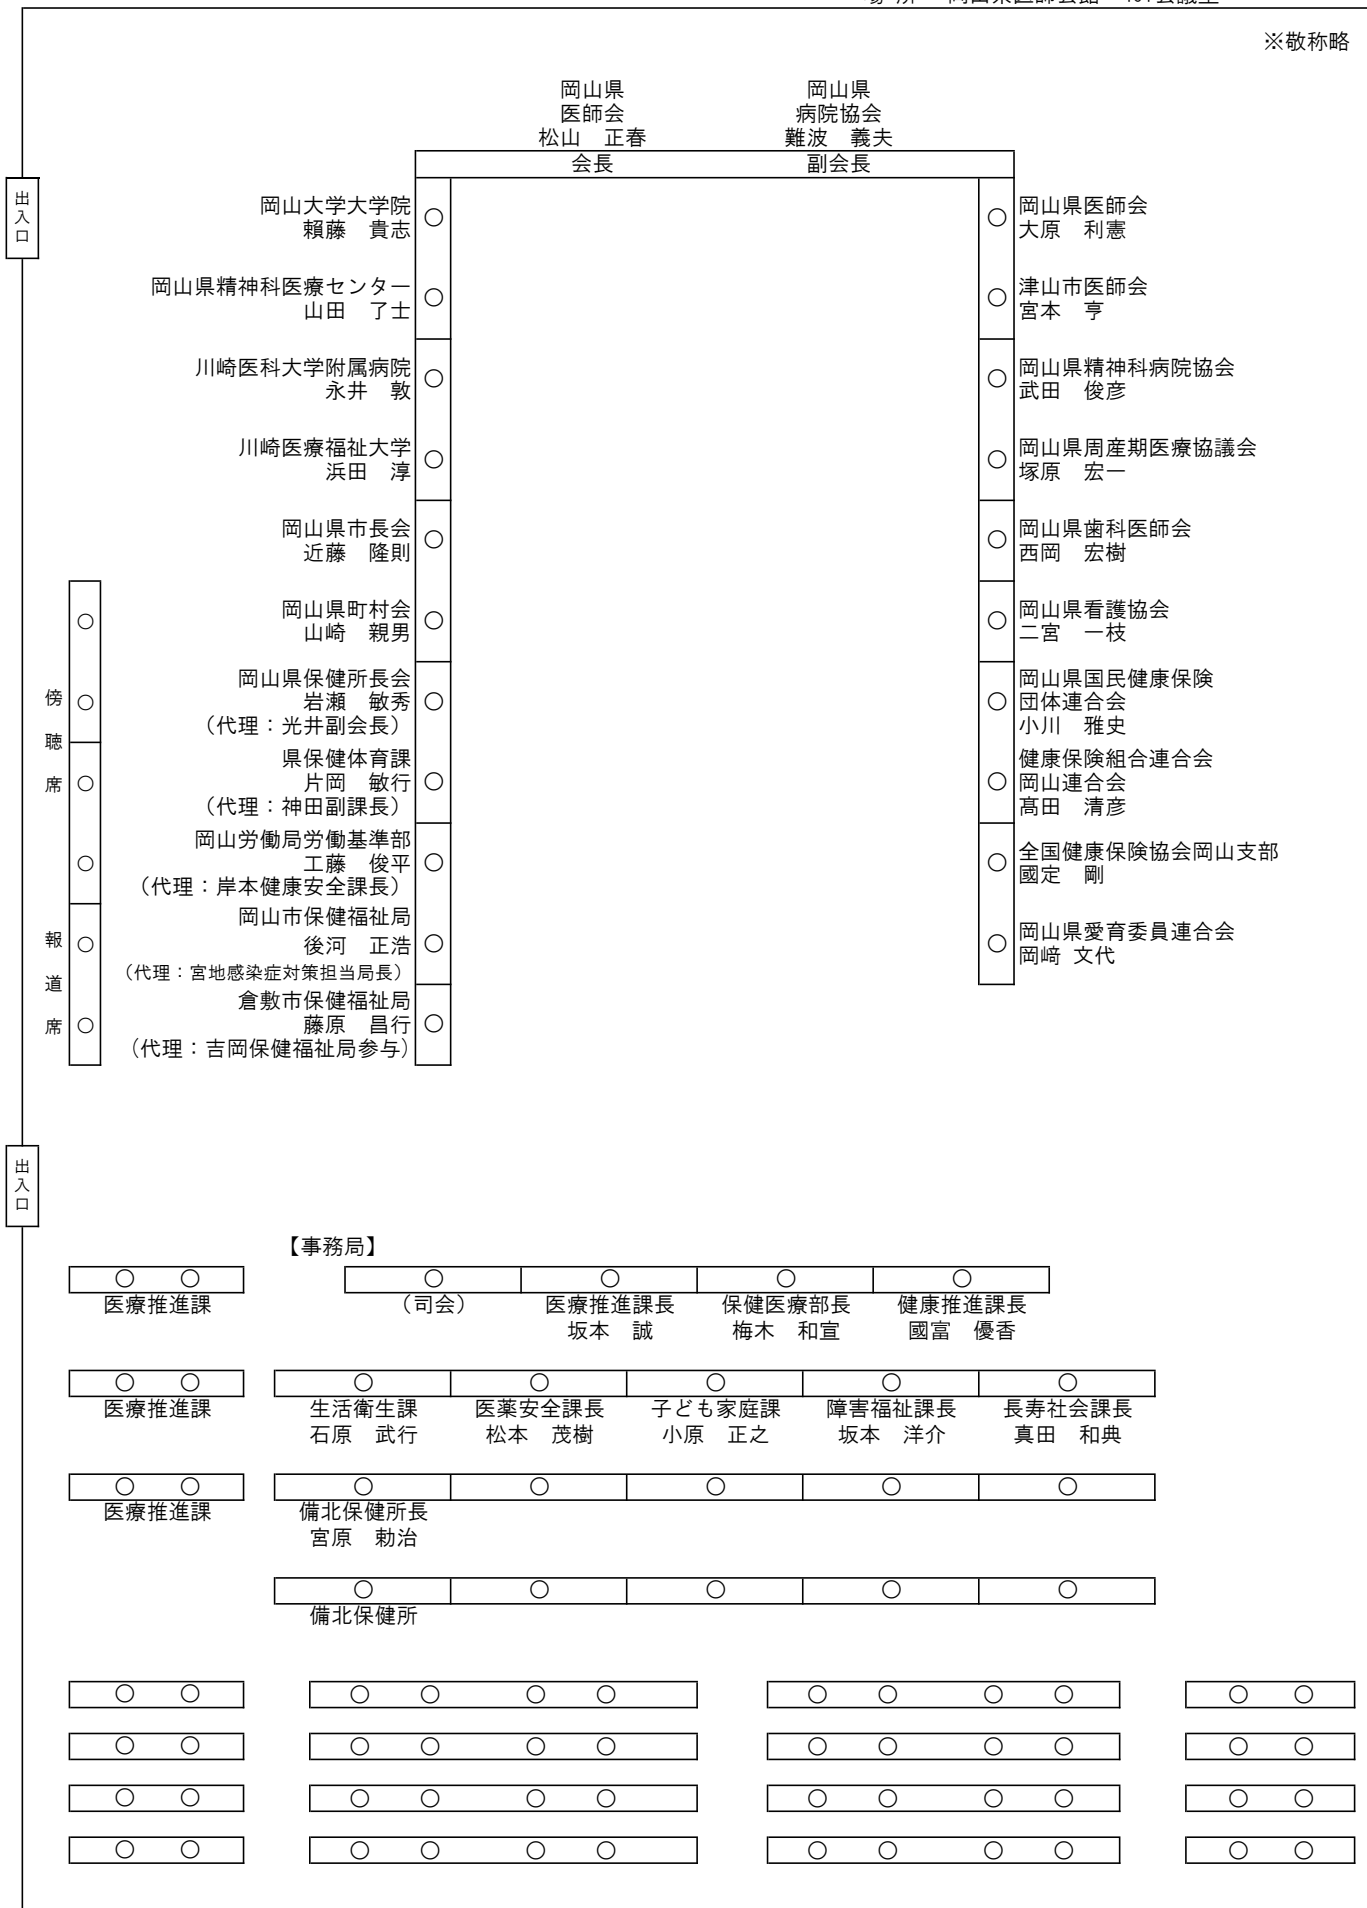 ※敬称略
岡山県
医師会
松山　正春
会長
岡山県
病院協会
難波　義夫
副会長
出入口
岡山大学大学院
頼藤　貴志
岡山県精神科医療センター
山田　了士
川崎医科大学附属病院
永井　敦
川崎医療福祉大学
浜田　淳
岡山県市長会
近藤　隆則
岡山県町村会
山崎　親男
岡山県保健所長会
岩瀬　敏秀
（代理：光井副会長）
県保健体育課
片岡　敏行
（代理：神田副課長）
岡山労働局労働基準部
工藤　俊平
（代理：岸本健康安全課長）
岡山市保健福祉局
後河　正浩
（代理：宮地感染症対策担当局長）
倉敷市保健福祉局
藤原　昌行
（代理：吉岡保健福祉局参与）
岡山県医師会
大原　利憲
津山市医師会
宮本　亨
岡山県精神科病院協会
武田　俊彦
岡山県周産期医療協議会
塚原　宏一
岡山県歯科医師会
西岡　宏樹
岡山県看護協会
二宮　一枝
岡山県国民健康保険
団体連合会
小川　雅史
健康保険組合連合会
岡山連合会
髙田　清彦
全国健康保険協会岡山支部
國定　剛
岡山県愛育委員連合会
岡﨑 文代
傍聴席
報道席
出入口
【事務局】
医療推進課
（司会）
医療推進課長
坂本　誠
保健医療部長
梅木　和宣
健康推進課長
國富　優香
医療推進課
生活衛生課
石原　武行
医薬安全課長
松本　茂樹
子ども家庭課
小原　正之
障害福祉課長
坂本　洋介
長寿社会課長
真田　和典
医療推進課
備北保健所長
宮原　勅治
備北保健所